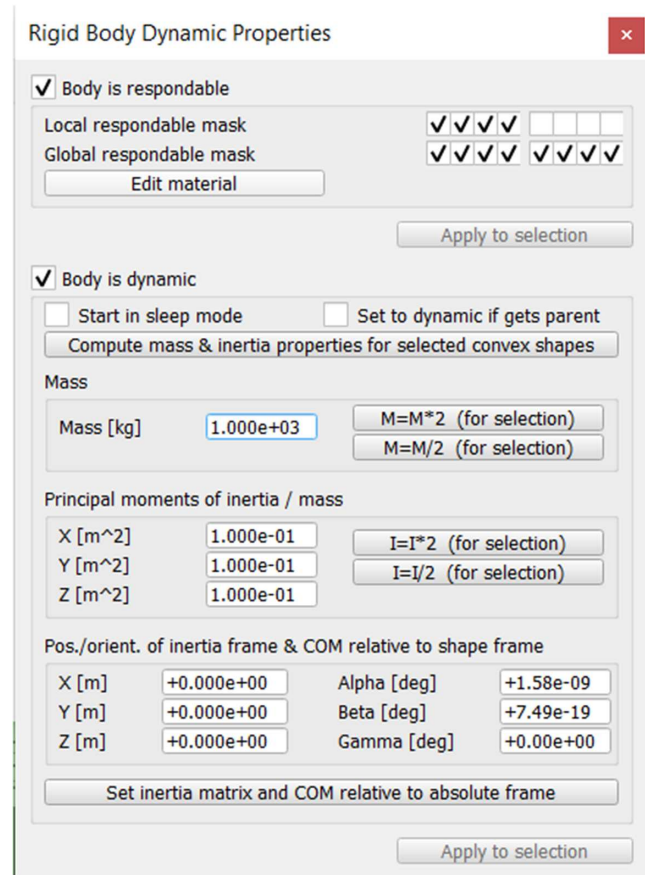 Rigid Body Dynamic Properties
Body is respondable
Local respondable mask
Global respondable mask
Edit material
Apply to selection
Body is dynamic
Start in sleep mode Set to dynamic if gets parent
Compute mass & inertia properties for selected convex shapes
Mass
Mass [kg] 1.000e+03 M=M*2 (for selection)
M=M/2 (for selection)
Principal moments of inertia / mass
X [m^2] 1.000e-01 I=I*2 (for selection)
Y [m^2] 1.000e-01 I=I/2 (for selection)
Z [m^2] 1.000e-01
Pos./orient. of inertia frame & COM relative to shape frame
X [m] +0.000e+00 Alpha [deg] +1.58e-09
Y [m] +0.000e+00 Beta [deg] +7.49e-19
Z [m] +0.000e+00 Gamma [deg] +0.00e+00
Set inertia matrix and COM relative to absolute frame
Apply to selection